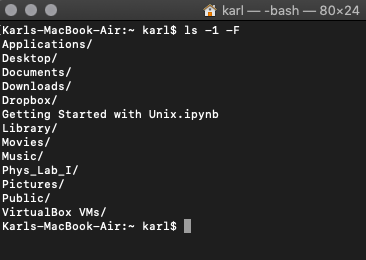 karl — -bash — 80×24
Karls-MacBook-Air:~ karl$ ls -1 -F
Applications/
Desktop/
Documents/
Downloads/
Dropbox/
Getting Started with Unix.ipynb
Library/
Movies/
Music/
Phys_Lab_I/
Pictures/
Public/
VirtualBox VMs/
Karls-MacBook-Air:~ karl$